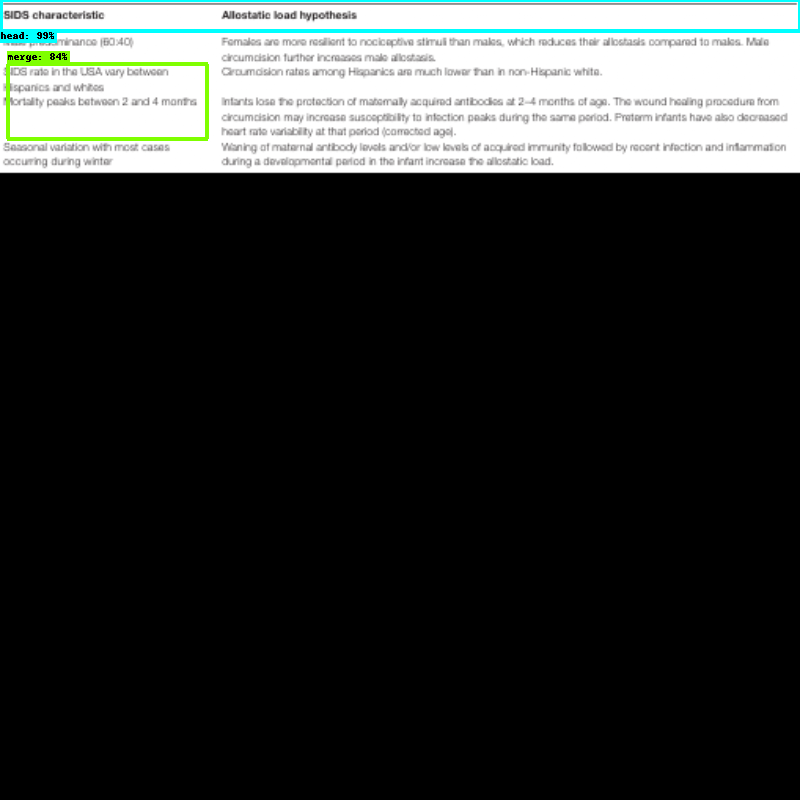 SIDS characteristic Allostatic load hypothesis
head: 99%
predominance (60:40) Females are more resilient to nociceptive stimuli than males, which reduces their allostasis compared to males. Male
circumcision further increases male allostasis.
merge: 84%
SIDS rate in the USA vary between Circumcision rates among Hispanics are much lower than in non-Hispanic white.
Hispanics and whites
Mortality peaks between 2 and 4 months Infants lose the protection of maternally acquired antibodies at 2–4 months of age. The wound healing procedure from
circumcision may increase susceptibility to infection peaks during the same period. Preterm infants have also decreased
heart rate variability at that period (corrected age).
Seasonal variation with most cases Waning of maternal antibody levels and/or low levels of acquired immunity followed by recent infection and inflammation
occurring during winter during a developmental period in the infant increase the allostatic load.